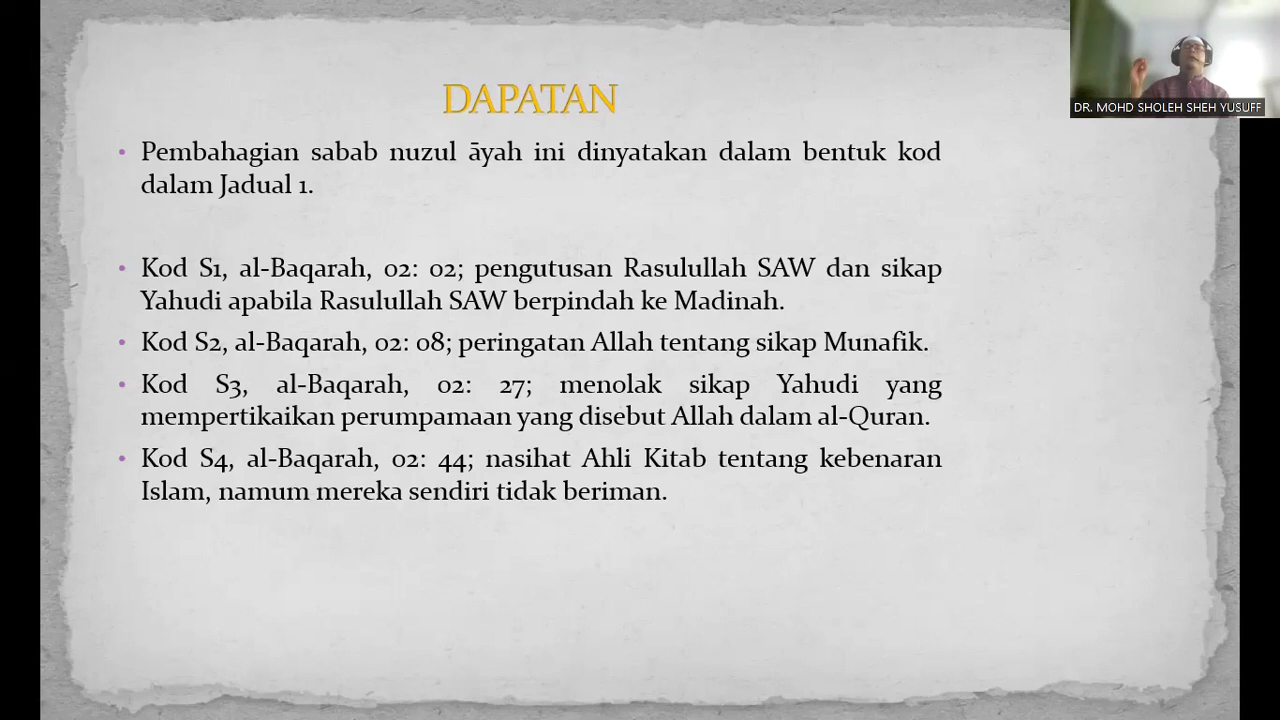 DAPATAN
DR. MOHD SHOLEH SHEH YUSUFF
• Pembahagian sabab nuzul āyah ini dinyatakan dalam bentuk kod
dalam Jadual 1.
• Kod S1, al-Baqarah, 02: 02; pengutusan Rasulullah SAW dan sikap
Yahudi apabila Rasulullah SAW berpindah ke Madinah.
• Kod S2, al-Baqarah, 02: 08; peringatan Allah tentang sikap Munafik.
• Kod S3, al-Baqarah, 02: 27; menolak sikap Yahudi yang
mempertikaikan perumpamaan yang disebut Allah dalam al-Quran.
• Kod S4, al-Baqarah, 02: 44; nasihat Ahli Kitab tentang kebenaran
Islam, namum mereka sendiri tidak beriman.